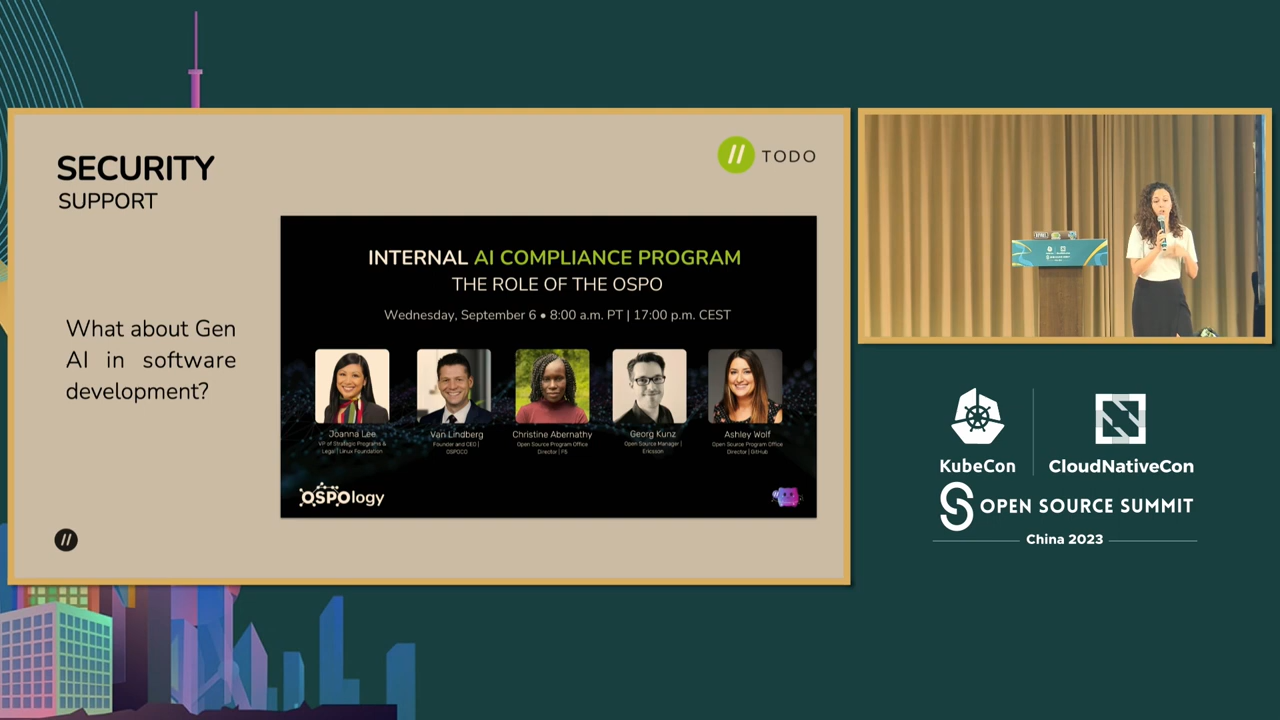 SECURITY
SUPPORT
TODO
What about Gen
AI in software
development?
INTERNAL AI COMPLIANCE PROGRAM
THE ROLE OF THE OSPO
Wednesday, September 6 • 8:00 a.m. PT | 17:00 p.m. CEST
Joanna Lee
VP of Strategic Programs &
Legal | Linux Foundation
Van Lindberg
Founder and CEO |
OSPOCO
Christine Abernathy
Open Source Program Office
Director | F5
Georg Kunz
Open Source Manager |
Ericsson
Ashley Wolf
Open Source Program Office
Director | GitHub
OSPOlogy
KubeCon
CloudNativeCon
OPEN SOURCE SUMMIT
China 2023